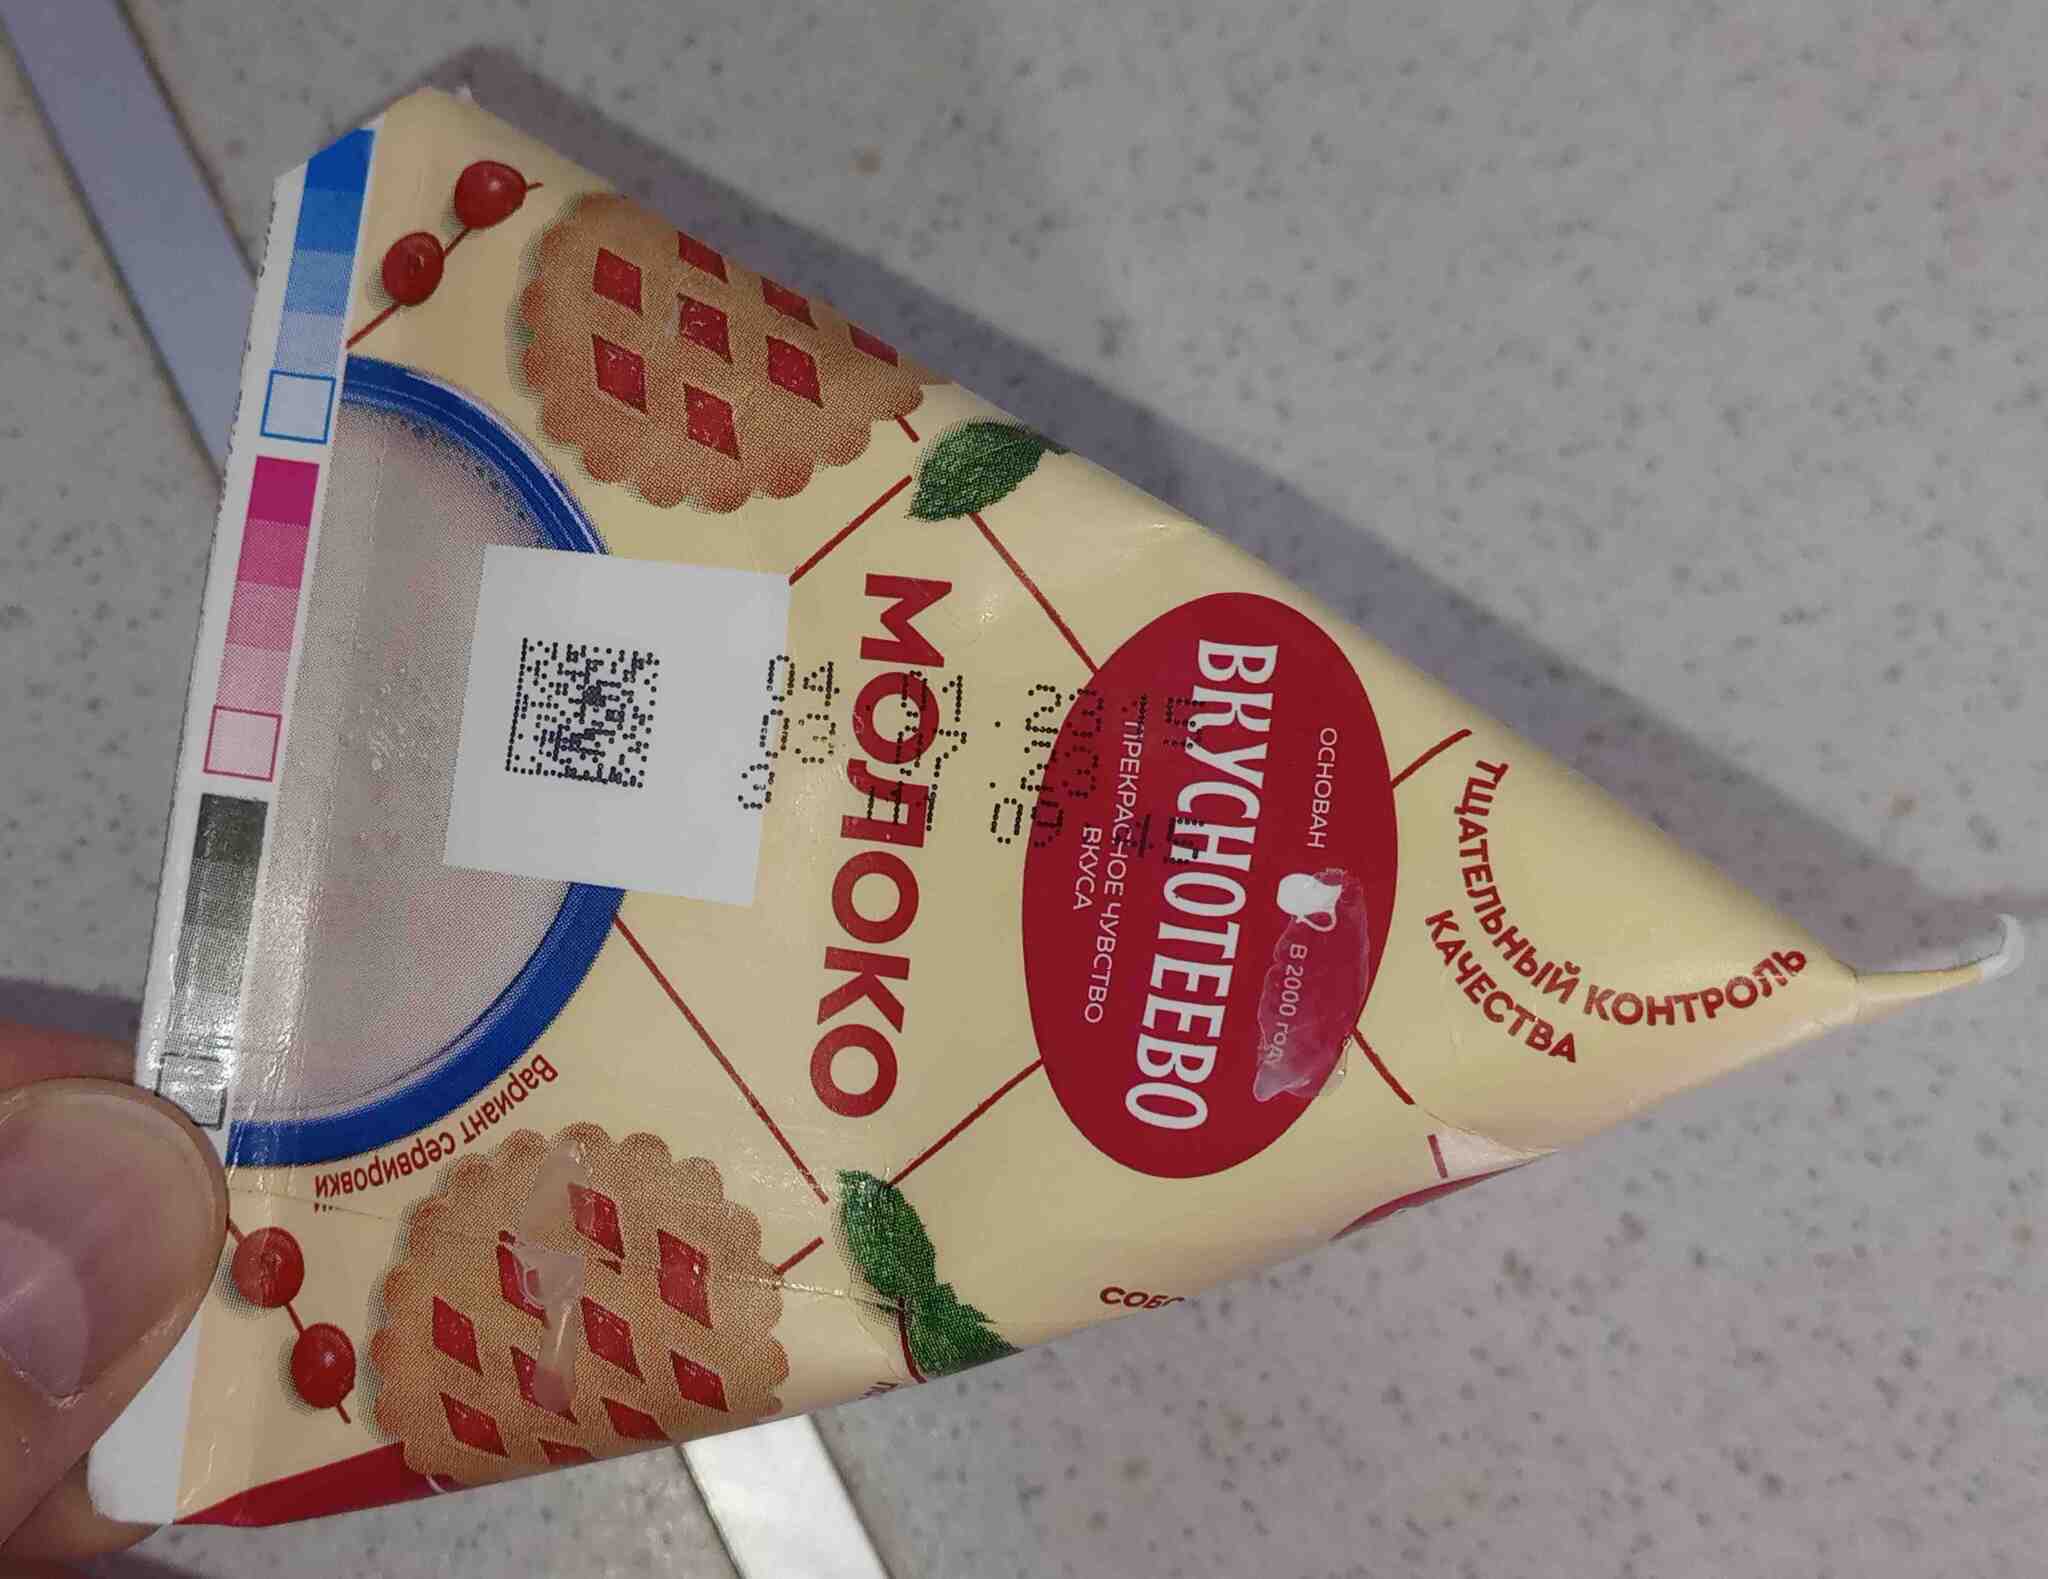 ТЩАТЕЛЬНЫЙ КОНТРОЛЬ
КАЧЕСТВА
ОСНОВАН
В 2000 ГОДУ
ВКУСНОТЕЕВО
ПРЕКРАСНОЕ ЧУВСТВО
ВКУСА
МОЛОКО
Вариант сервировки